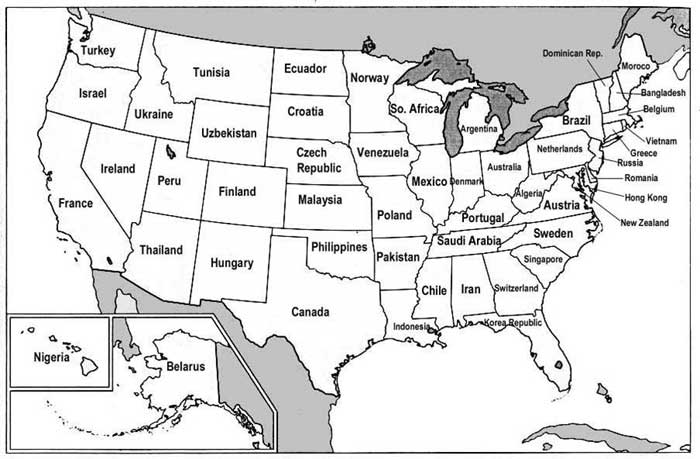 Turkey
Tunisia
Ecuador
Norway
Dominican Rep.
Moroco
Israel
Ukraine
Uzbekistan
Croatia
So. Africa
Argentina
Brazil
Bangladesh
Belgium
Vietnam
Greece
Russia
Romania
Hong Kong
New Zealand
Ireland
Peru
Finland
Czech
Republic
Venezuela
Mexico
Denmark
Australia
Netherlands
Algeria
Austria
France
Malaysia
Poland
Portugal
Sweden
Thailand
Hungary
Philippines
Pakistan
Saudi Arabia
Singapore
Canada
Chile
Iran
Switzerland
Indonesia
Korea Republic
Nigeria
Belarus